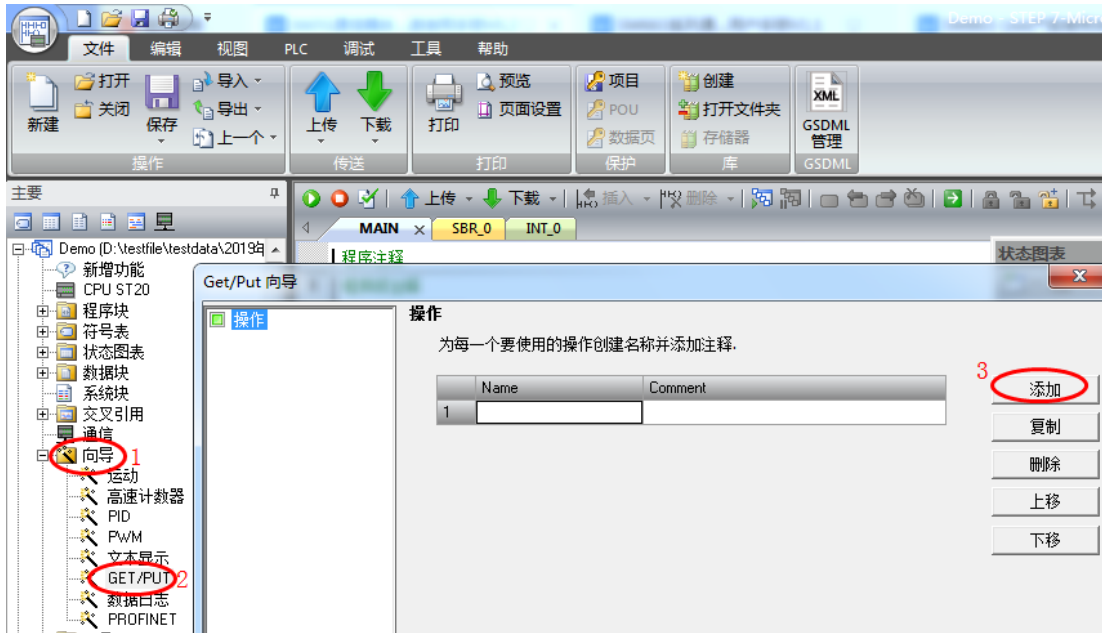 Demo - STEP 7-Micro
文件 编辑 视图 PLC 调试 工具 帮助
新建
打开
关闭
保存
导入
导出
上一个
操作
上传
下载
传送
打印
预览
页面设置
打印
项目
POU
数据页
保护
创建
打开文件夹
存储器
库
GSDML
管理
GSDML
主要
上传 下载 插入 删除
MAIN SBR_0 INT_0
程序注释
状态图表
Demo (D:\testfile\testdata\2019年
新增功能
CPU ST20
程序块
符号表
状态图表
数据块
系统块
交叉引用
通信
向导 1
运动
高速计数器
PID
PWM
文本显示
GET/PUT 2
数据日志
PROFINET
Get/Put 向导
操作
操作
为每一个要使用的操作创建名称并添加注释.
Name Comment
1
3
添加
复制
删除
上移
下移